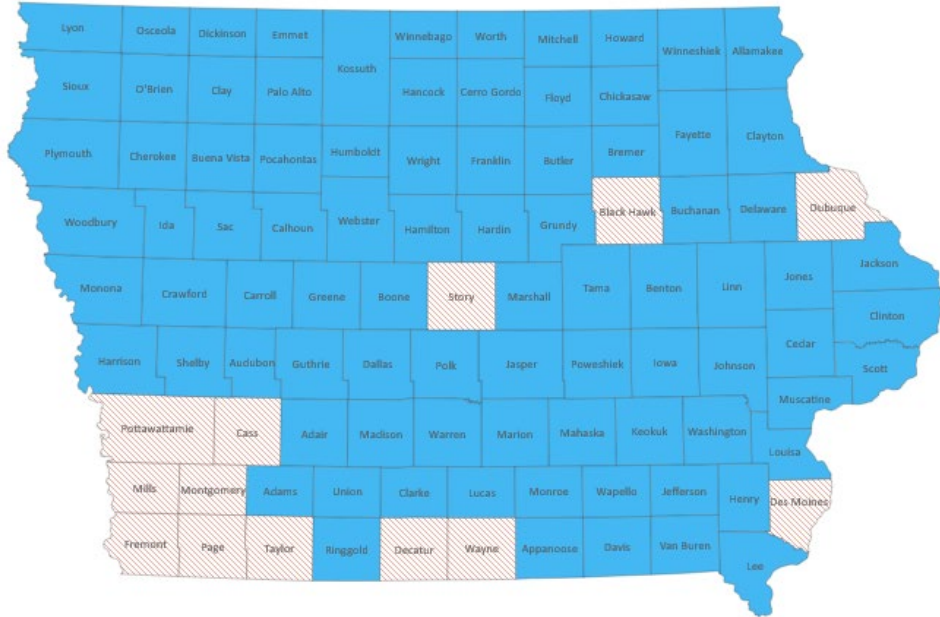 Lyon
Osceola
Dickinson
Emmet
Kossuth
Winnebago
Worth
Mitchell
Howard
Winneshiek
Allamakee
Sioux
O'Brien
Clay
Palo Alto
Hancock
Cerro Gordo
Floyd
Chickasaw
Fayette
Clayton
Plymouth
Cherokee
Buena Vista
Pocahontas
Humboldt
Wright
Franklin
Butler
Bremer
Woodbury
Ida
Sac
Calhoun
Webster
Hamilton
Hardin
Grundy
Black Hawk
Buchanan
Delaware
Dubuque
Monona
Crawford
Carroll
Greene
Boone
Story
Marshall
Tama
Benton
Linn
Jones
Jackson
Clinton
Harrison
Shelby
Audubon
Guthrie
Dallas
Polk
Jasper
Poweshiek
Iowa
Johnson
Cedar
Scott
Muscatine
Pottawattamie
Cass
Adair
Madison
Warren
Marion
Mahaska
Keokuk
Washington
Louisa
Mills
Montgomery
Adams
Union
Clarke
Lucas
Monroe
Wapello
Jefferson
Henry
Des Moines
Fremont
Page
Taylor
Ringgold
Decatur
Wayne
Appanoose
Davis
Van Buren
Lee